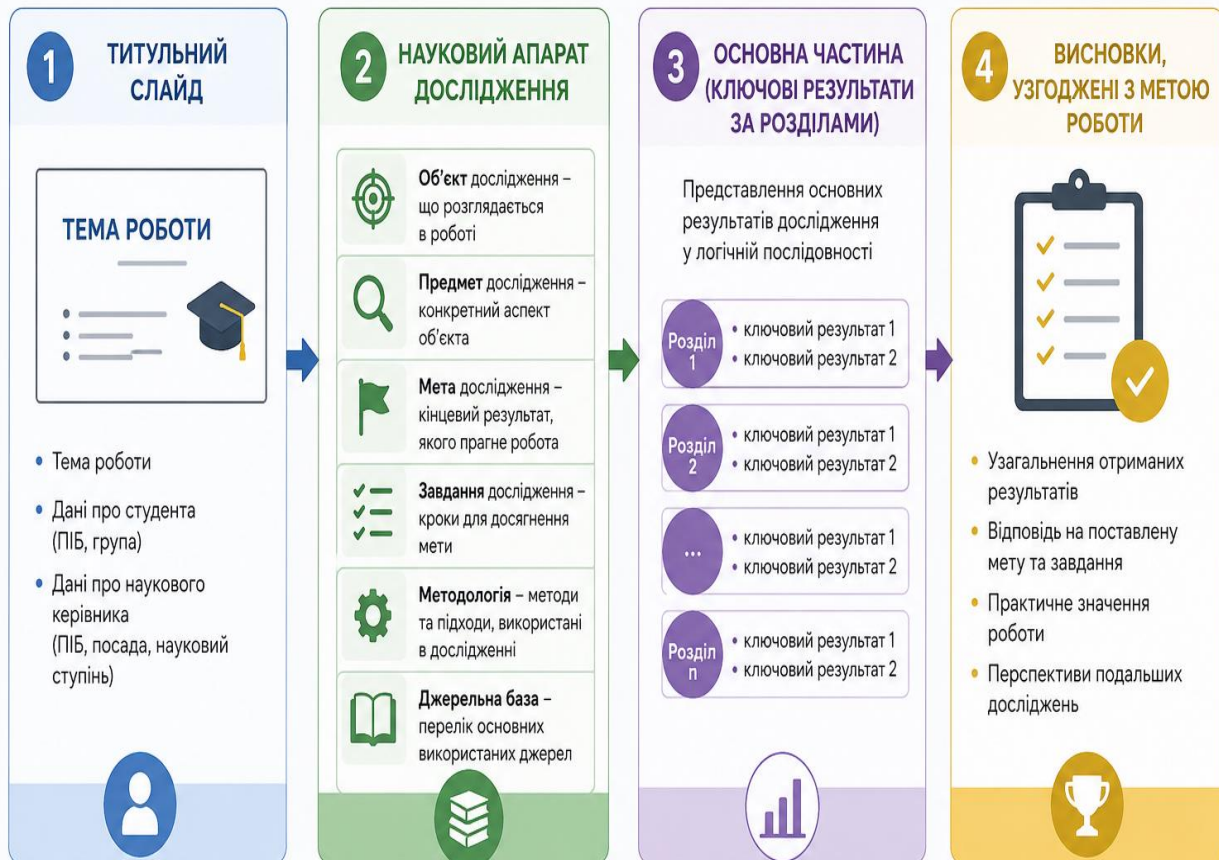 1
ТИТУЛЬНИЙ
СЛАЙД
ТЕМА РОБОТИ
• Тема роботи
• Дані про студента
(ПІБ, група)
• Дані про наукового
керівника
(ПІБ, посада, науковий
ступінь)
2
НАУКОВИЙ АПАРАТ
ДОСЛІДЖЕННЯ
Об'єкт дослідження –
що розглядається
в роботі
Предмет дослідження –
конкретний аспект
об'єкта
Мета дослідження –
кінцевий результат,
якого прагне робота
Завдання дослідження –
кроки для досягнення
мети
Методологія – методи
та підходи, використані
в дослідженні
Джерельна база –
перелік основних
використаних джерел
3
ОСНОВНА ЧАСТИНА
(КЛЮЧОВІ РЕЗУЛЬТАТИ
ЗА РОЗДІЛАМИ)
Представлення основних
результатів дослідження
у логічній послідовності
Розділ
1
• ключовий результат 1
• ключовий результат 2
Розділ
2
• ключовий результат 1
• ключовий результат 2
...
• ключовий результат 1
• ключовий результат 2
Розділ
n
• ключовий результат 1
• ключовий результат 2
4
ВИСНОВКИ,
УЗГОДЖЕНІ З МЕТОЮ
РОБОТИ
• Узагальнення отриманих
результатів
• Відповідь на поставлену
мету та завдання
• Практичне значення
роботи
• Перспективи подальших
досліджень